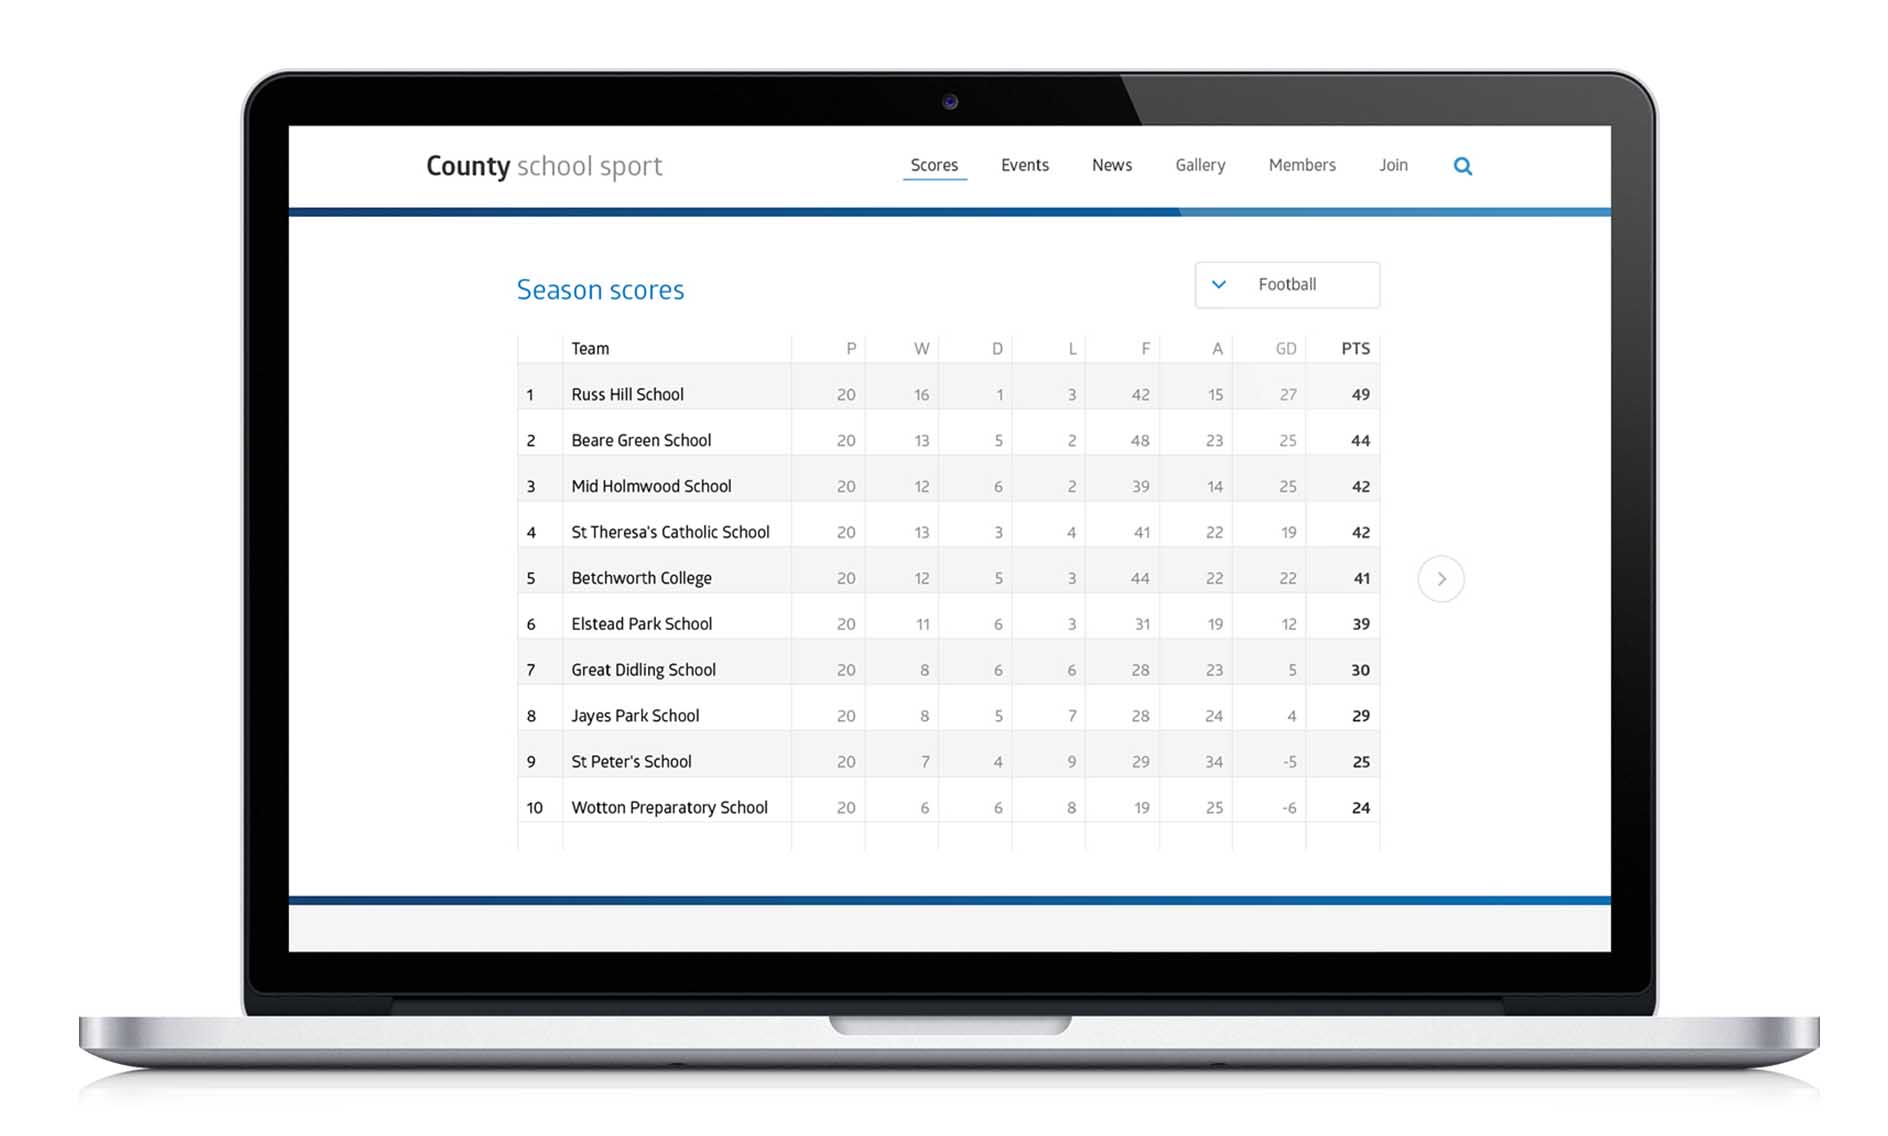 County school sport Scores Events News Gallery Members Join
Season scores Football
Team P W D L F A GD PTS
1 Russ Hill School 20 16 1 3 42 15 27 49
2 Beare Green School 20 13 5 2 48 23 25 44
3 Mid Holmwood School 20 12 6 2 39 14 25 42
4 St Theresa's Catholic School 20 13 3 4 41 22 19 42
5 Betchworth College 20 12 5 3 44 22 22 41
6 Elstead Park School 20 11 6 3 31 19 12 39
7 Great Didling School 20 8 6 6 28 23 5 30
8 Jayes Park School 20 8 5 7 28 24 4 29
9 St Peter's School 20 7 4 9 29 34 -5 25
10 Wotton Preparatory School 20 6 6 8 19 25 -6 24